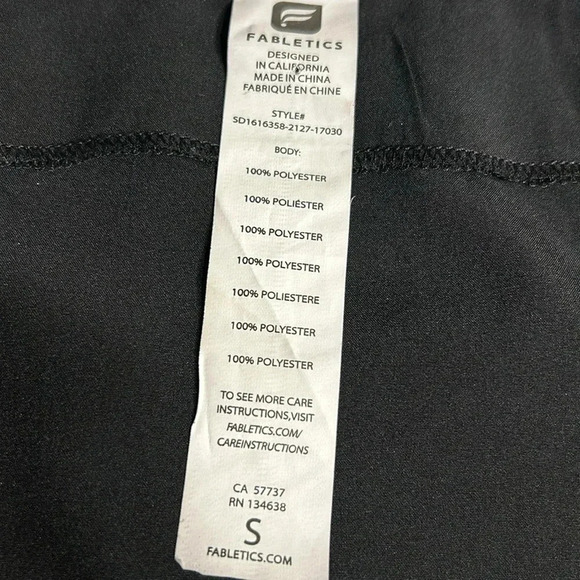 FABLETICS
DESIGNED
IN CALIFORNIA
MADE IN CHINA
FABRIQUÉ EN CHINE
STYLE#
SD1616358-2127-17030
BODY:
100% POLYESTER
100% POLIÉSTER
100% POLYESTER
100% POLYESTER
100% POLIESTERE
100% POLYESTER
100% POLYESTER
TO SEE MORE CARE
INSTRUCTIONS,VISIT
FABLETICS.COM/
CAREINSTRUCTIONS
CA 57737
RN 134638
S
FABLETICS.COM